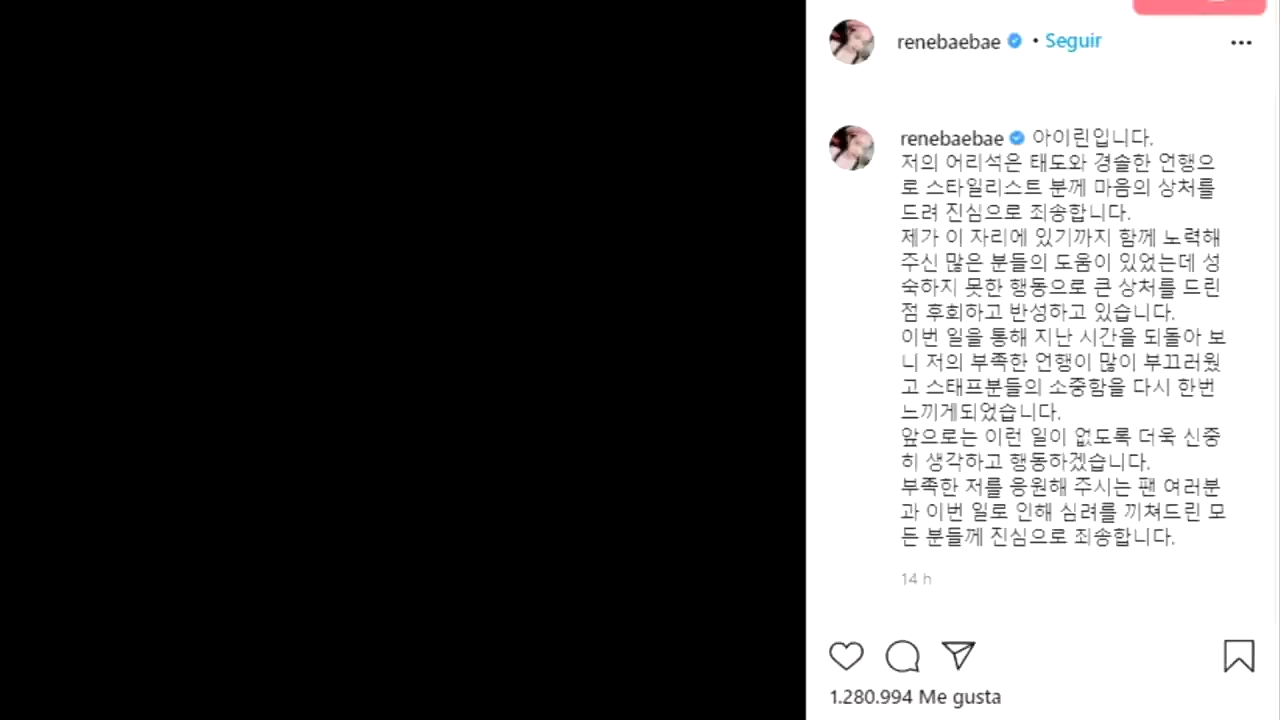 renebaebae • Seguir
renebaebae 아이린입니다.
저의 어리석은 태도와 경솔한 언행으
로 스타일리스트 분께 마음의 상처를
드려 진심으로 죄송합니다.
제가 이 자리에 있기까지 함께 노력해
주신 많은 분들의 도움이 있었는데 성
숙하지 못한 행동으로 큰 상처를 드린
점 후회하고 반성하고 있습니다.
이번 일을 통해 지난 시간을 되돌아 보
니 저의 부족한 언행이 많이 부끄러웠
고 스태프분들의 소중함을 다시 한번
느끼게되었습니다.
앞으로는 이런 일이 없도록 더욱 신중
히 생각하고 행동하겠습니다.
부족한 저를 응원해 주시는 팬 여러분
과 이번 일로 인해 심려를 끼쳐드린 모
든 분들께 진심으로 죄송합니다.
14 h
1.280.994 Me gusta